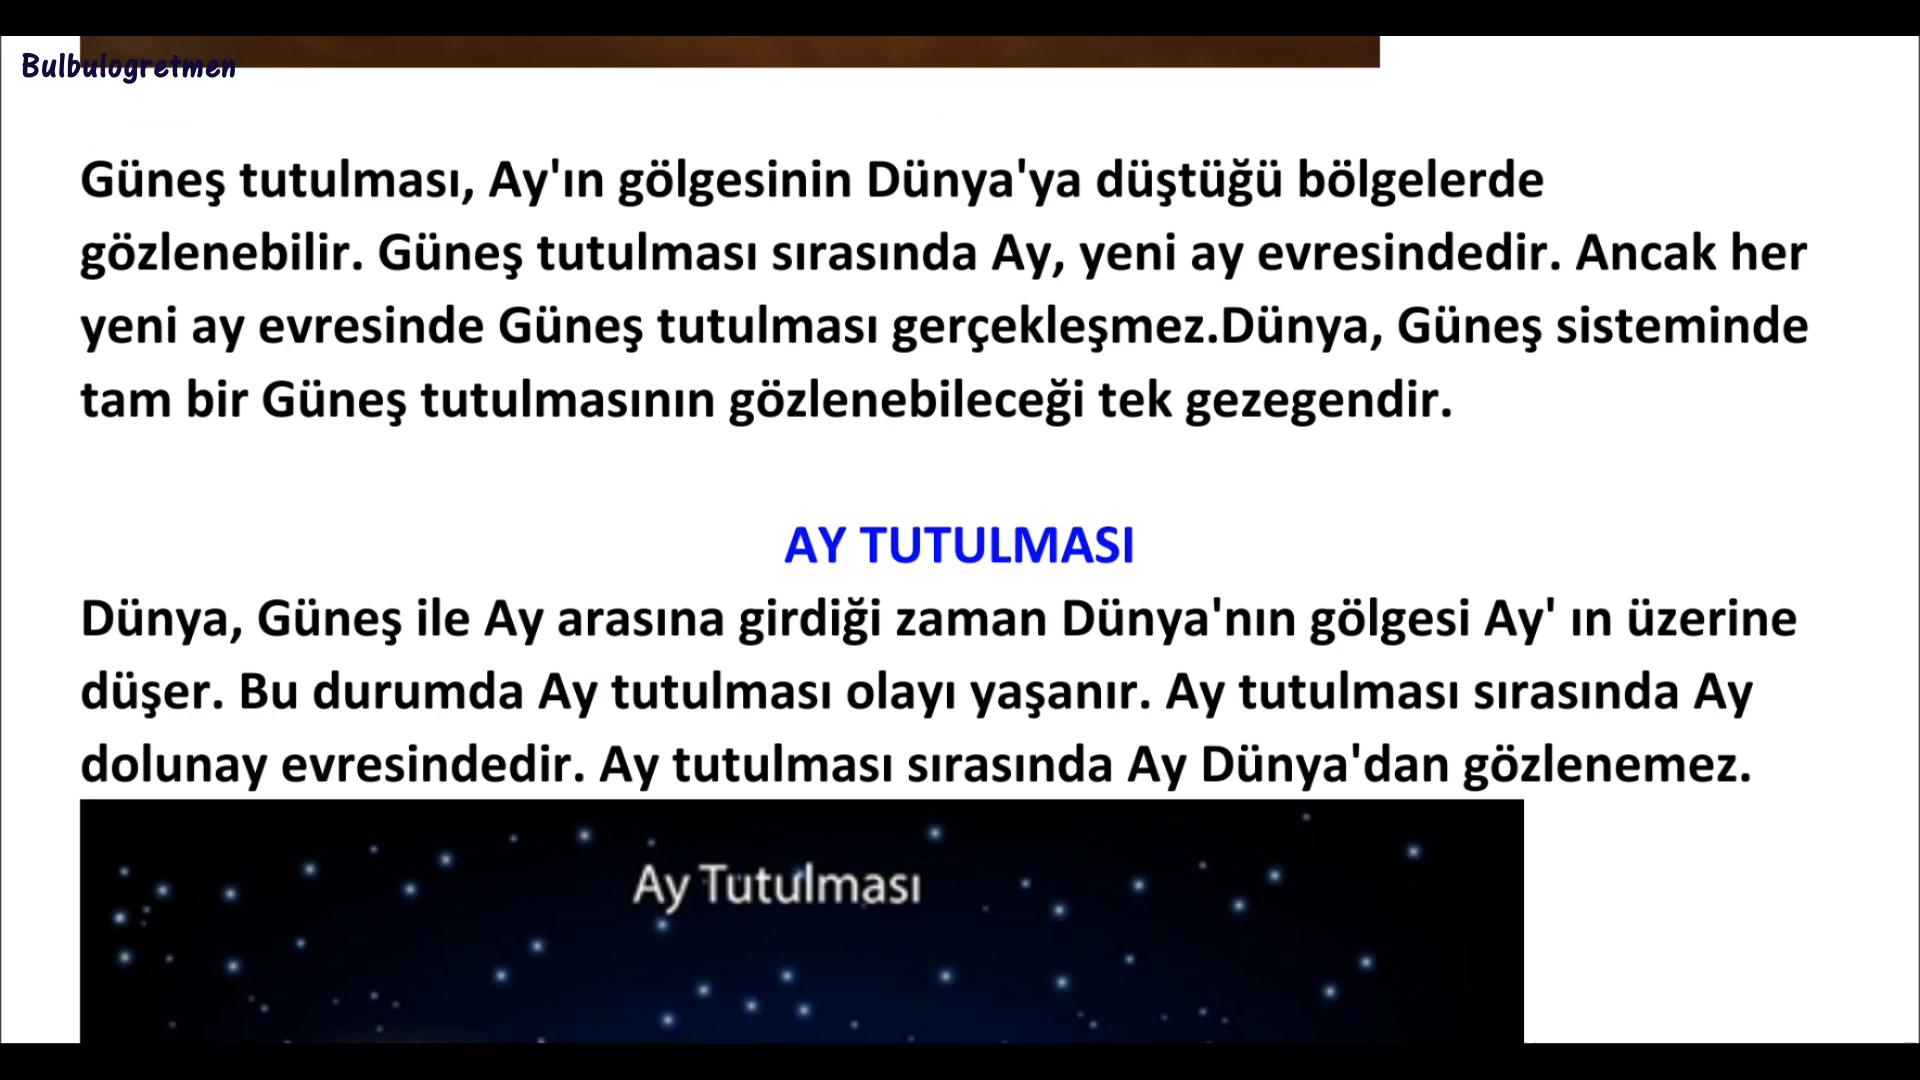 Bulbulogretmen
Güneş tutulması, Ay'ın gölgesinin Dünya'ya düştüğü bölgelerde
gözlenebilir. Güneş tutulması sırasında Ay, yeni ay evresindedir. Ancak her
yeni ay evresinde Güneş tutulması gerçekleşmez.Dünya, Güneş sisteminde
tam bir Güneş tutulmasının gözlenebileceği tek gezegendir.
AY TUTULMASI
Dünya, Güneş ile Ay arasına girdiği zaman Dünya'nın gölgesi Ay' ın üzerine
düşer. Bu durumda Ay tutulması olayı yaşanır. Ay tutulması sırasında Ay
dolunay evresindedir. Ay tutulması sırasında Ay Dünya'dan gözlenemez.
Ay Tutulması